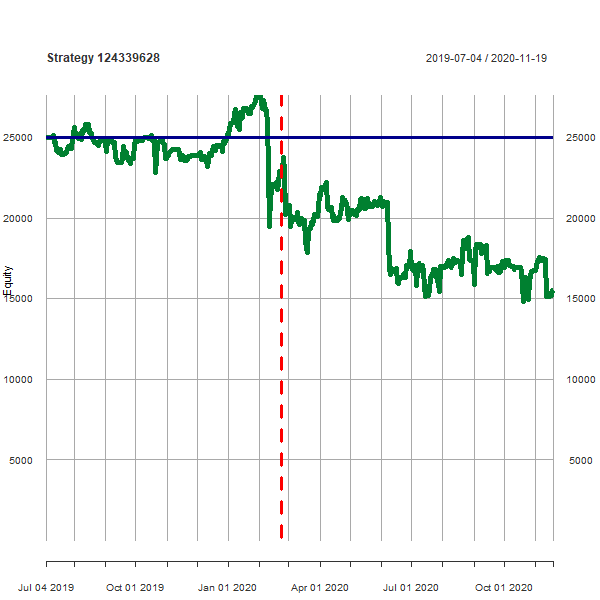 Strategy 124339628
2019-07-04 / 2020-11-19
25000
25000
20000
20000
Equity
15000
15000
10000
10000
5000
5000
Jul 04 2019
Oct 01 2019
Jan 01 2020
Apr 01 2020
Jul 01 2020
Oct 01 2020